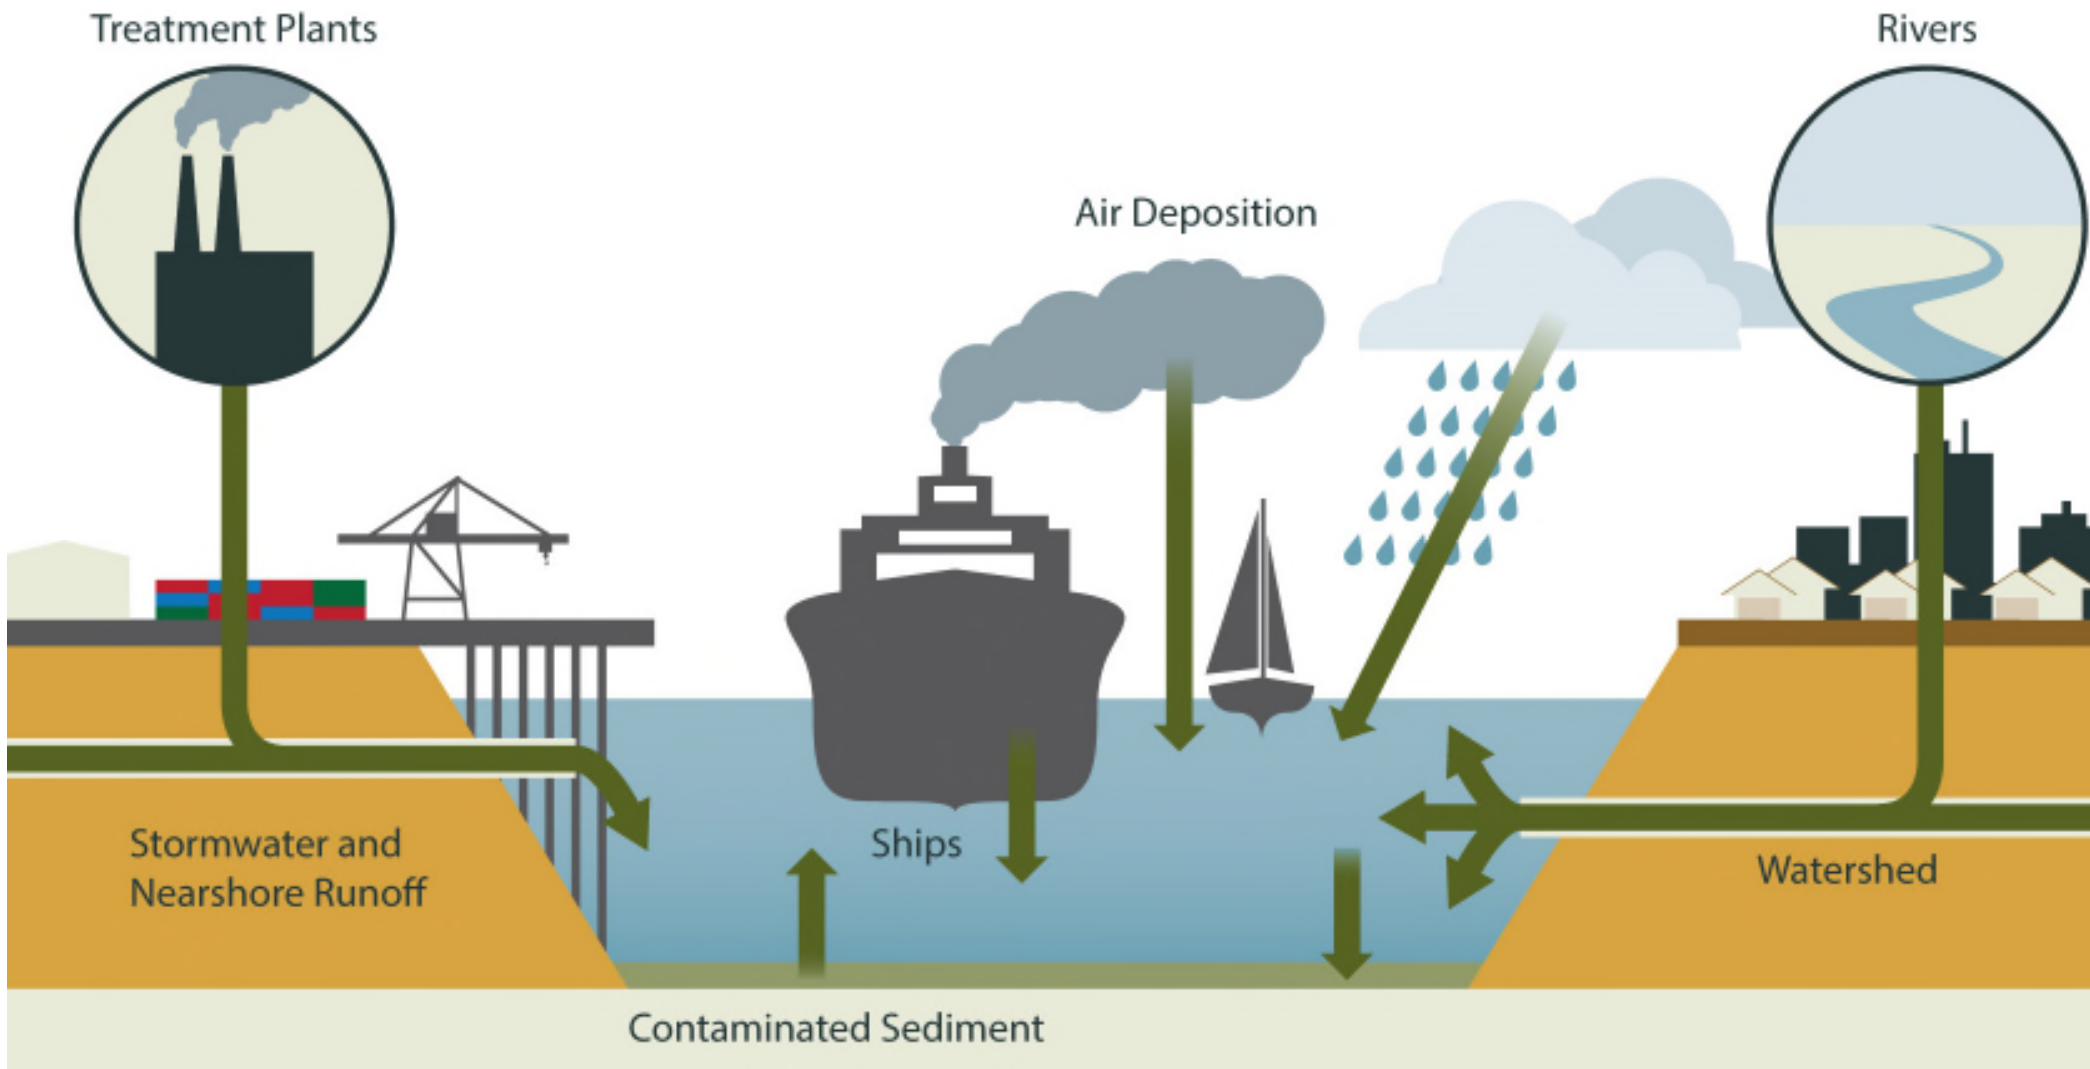 Treatment Plants
Rivers
Air Deposition
Ships
Stormwater and
Nearshore Runoff
Watershed
Contaminated Sediment